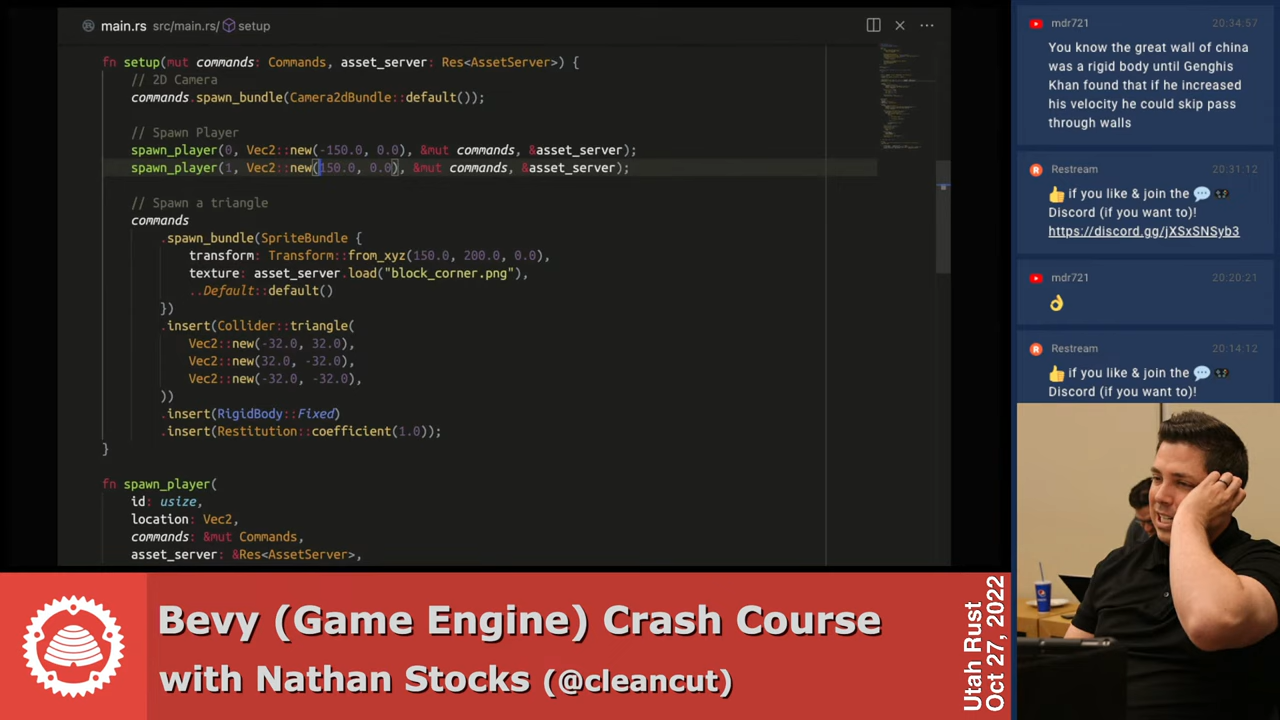 main.rs src/main.rs/ setup
fn setup(mut commands: Commands, asset_server: Res<AssetServer>) {
// 2D Camera
commands.spawn_bundle(Camera2dBundle::default());
// Spawn Player
spawn_player(0, Vec2::new(-150.0, 0.0), &mut commands, &asset_server);
spawn_player(1, Vec2::new(150.0, 0.0), &mut commands, &asset_server);
// Spawn a triangle
commands
.spawn_bundle(SpriteBundle {
transform: Transform::from_xyz(150.0, 200.0, 0.0),
texture: asset_server.load("block_corner.png"),
..Default::default()
})
.insert(Collider::triangle(
Vec2::new(-32.0, 32.0),
Vec2::new(32.0, -32.0),
Vec2::new(-32.0, -32.0),
))
.insert(RigidBody::Fixed)
.insert(Restitution::coefficient(1.0));
}
fn spawn_player(
id: usize,
location: Vec2,
commands: &mut Commands,
asset_server: &Res<AssetServer>,
mdr721 20:34:57
You know the great wall of china
was a rigid body until Genghis
Khan found that if he increased
his velocity he could skip pass
through walls
Restream 20:31:12
👍 if you like & join the 💬
Discord (if you want to)!
https://discord.gg/jXSxSNSyb3
mdr721 20:20:21
👌
Restream 20:14:12
👍 if you like & join the 💬
Discord (if you want to)!
Bevy (Game Engine) Crash Course
with Nathan Stocks (@cleancut)
Utah Rust
Oct 27, 2022